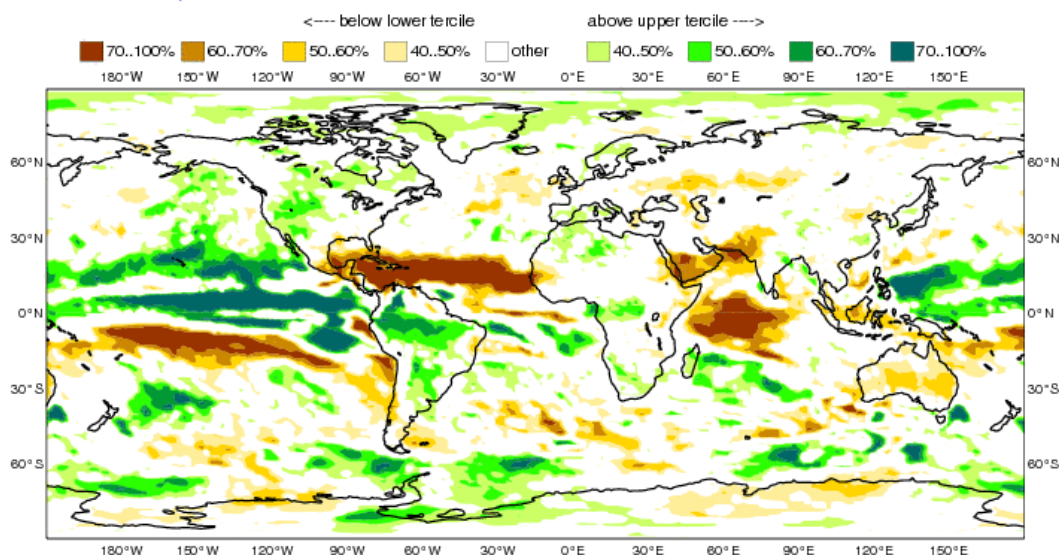 <---- below lower tercile above upper tercile ---->
70..100% 60..70% 50..60% 40..50% other 40..50% 50..60% 60..70% 70..100%
180°W 150°W 120°W 90°W 60°W 30°W 0°E 30°E 60°E 90°E 120°E 150°E
60°N 60°N
30°N 30°N
0°N 0°N
30°S 30°S
60°S 60°S
180°W 150°W 120°W 90°W 60°W 30°W 0°E 30°E 60°E 90°E 120°E 150°E